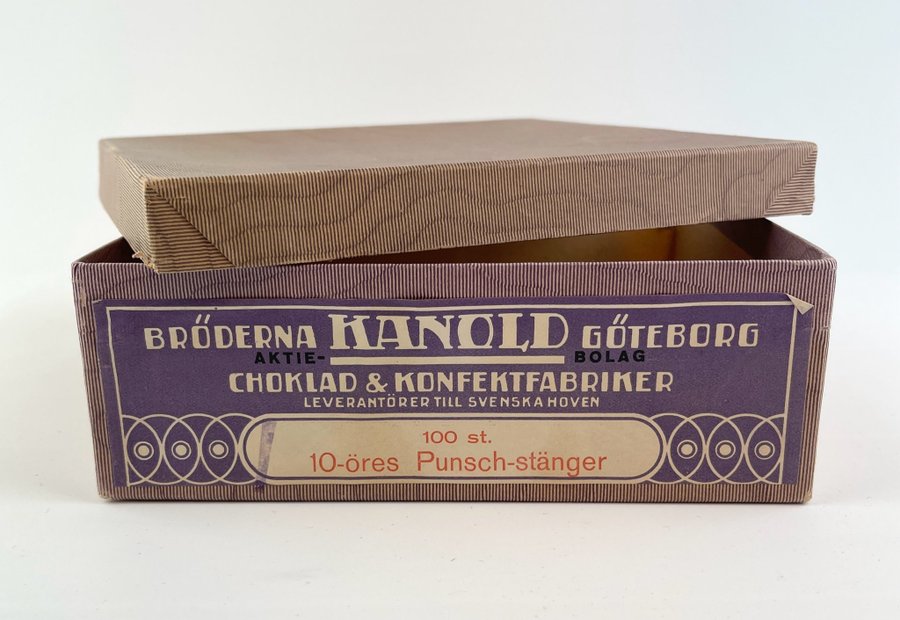 BRÖDERNA KANOLD GÖTEBORG
AKTIE- BOLAG
CHOKLAD & KONFEKTFABRIKER
LEVERANTÖRER TILL SVENSKA HOVEN
100 st.
10-öres Punsch-stänger